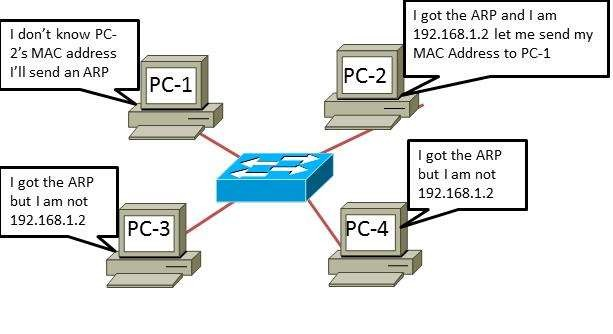 I don't know PC-
2's MAC address
I'll send an ARP
PC-1
I got the ARP and I am
192.168.1.2 let me send my
MAC Address to PC-1
PC-2
I got the ARP
but I am not
192.168.1.2
PC-3
I got the ARP
but I am not
192.168.1.2
PC-4